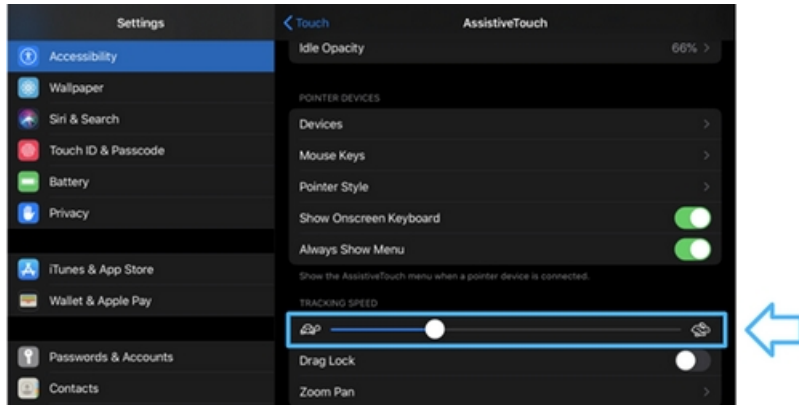 Settings
Accessibility
Wallpaper
Siri & Search
Touch ID & Passcode
Battery
Privacy
iTunes & App Store
Wallet & Apple Pay
Passwords & Accounts
Contacts
Touch
AssistiveTouch
Idle Opacity 66%
POINTER DEVICES
Devices
Mouse Keys
Pointer Style
Show Onscreen Keyboard
Always Show Menu
Show the AssistiveTouch menu when a pointer device is connected.
TRACKING SPEED
Drag Lock
Zoom Pan